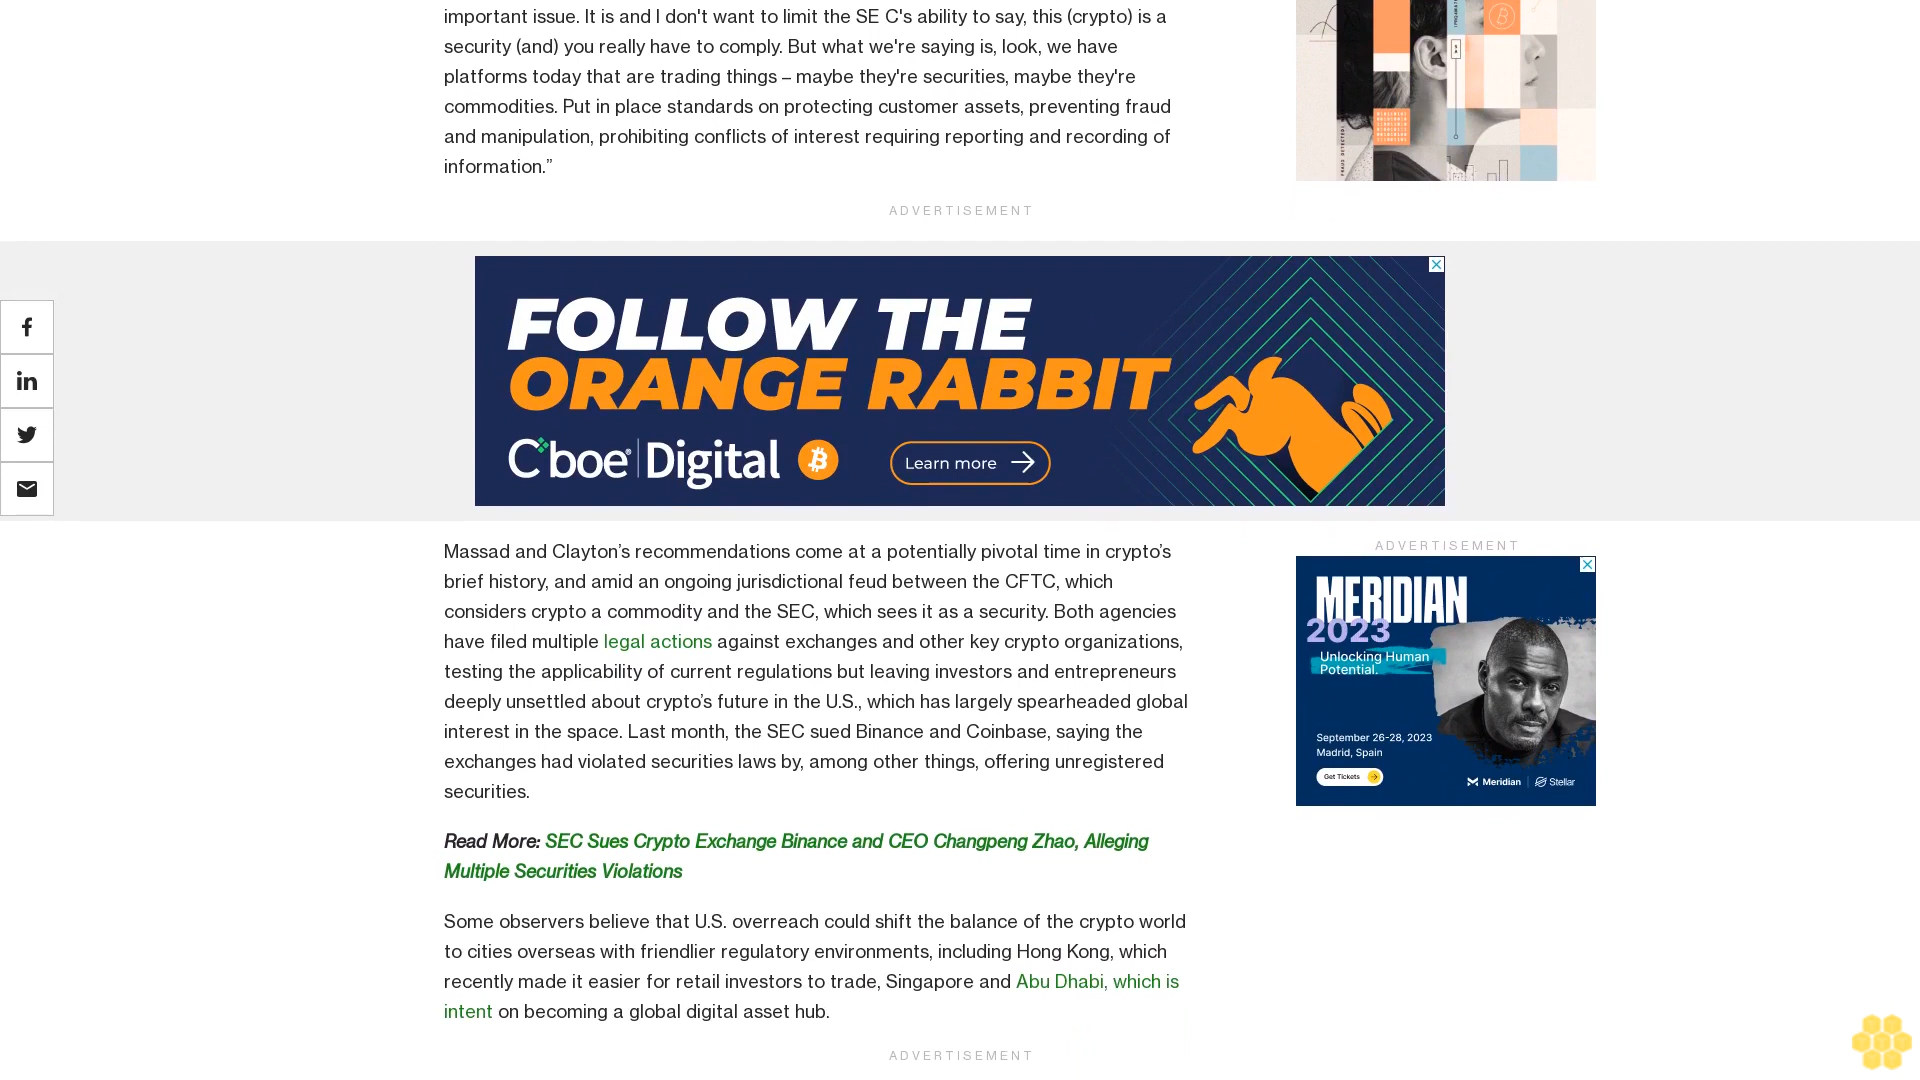 important issue. It is and I don't want to limit the SE C's ability to say, this (crypto) is a
security (and) you really have to comply. But what we're saying is, look, we have
platforms today that are trading things – maybe they're securities, maybe they're
commodities. Put in place standards on protecting customer assets, preventing fraud
and manipulation, prohibiting conflicts of interest requiring reporting and recording of
information.”
ADVERTISEMENT
FOLLOW THE
ORANGE RABBIT
Cboe® Digital
Learn more
Massad and Clayton’s recommendations come at a potentially pivotal time in crypto’s
brief history, and amid an ongoing jurisdictional feud between the CFTC, which
considers crypto a commodity and the SEC, which sees it as a security. Both agencies
have filed multiple legal actions against exchanges and other key crypto organizations,
testing the applicability of current regulations but leaving investors and entrepreneurs
deeply unsettled about crypto’s future in the U.S., which has largely spearheaded global
interest in the space. Last month, the SEC sued Binance and Coinbase, saying the
exchanges had violated securities laws by, among other things, offering unregistered
securities.
Read More: SEC Sues Crypto Exchange Binance and CEO Changpeng Zhao, Alleging
Multiple Securities Violations
Some observers believe that U.S. overreach could shift the balance of the crypto world
to cities overseas with friendlier regulatory environments, including Hong Kong, which
recently made it easier for retail investors to trade, Singapore and Abu Dhabi, which is
intent on becoming a global digital asset hub.
ADVERTISEMENT
ADVERTISEMENT
MERIDIAN
2023
Unlocking Human
Potential.
September 26-28, 2023
Madrid, Spain
Get Tickets
Meridian | Stellar